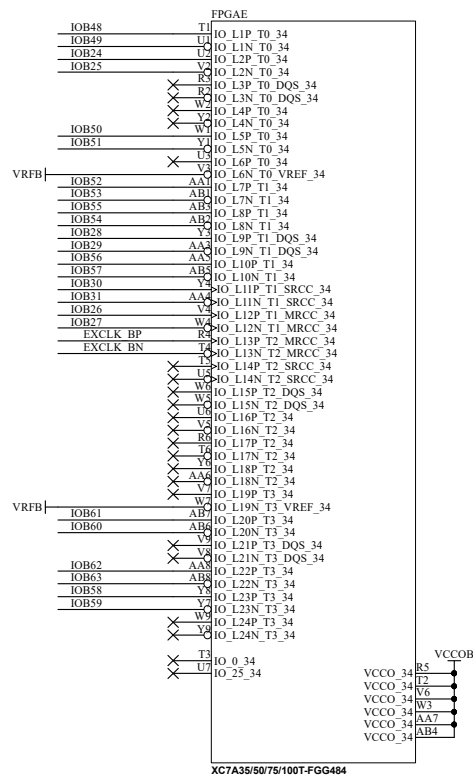 FPGAE
IOB48 T1 IO_L1P_T0_34
IOB49 U1 IO_L1N_T0_34
IOB24 U2 IO_L2P_T0_34
IOB25 V2 IO_L2N_T0_34
R3 IO_L3P_T0_DQS_34
R2 IO_L3N_T0_DQS_34
W2 IO_L4P_T0_34
Y2 IO_L4N_T0_34
IOB50 W1 IO_L5P_T0_34
IOB51 Y1 IO_L5N_T0_34
U3 IO_L6P_T0_34
VRFB V3 IO_L6N_T0_VREF_34
IOB52 AA1 IO_L7P_T1_34
IOB53 AB1 IO_L7N_T1_34
IOB55 AB3 IO_L8P_T1_34
IOB54 AB2 IO_L8N_T1_34
IOB28 Y3 IO_L9P_T1_DQS_34
IOB29 AA3 IO_L9N_T1_DQS_34
IOB56 AA5 IO_L10P_T1_34
IOB57 AB5 IO_L10N_T1_34
IOB30 Y4 IO_L11P_T1_SRCC_34
IOB31 AA4 IO_L11N_T1_SRCC_34
IOB26 V4 IO_L12P_T1_MRCC_34
IOB27 W4 IO_L12N_T1_MRCC_34
EXCLK_BP R4 IO_L13P_T2_MRCC_34
EXCLK_BN T4 IO_L13N_T2_MRCC_34
T5 IO_L14P_T2_SRCC_34
U5 IO_L14N_T2_SRCC_34
W6 IO_L15P_T2_DQS_34
W5 IO_L15N_T2_DQS_34
U6 IO_L16P_T2_34
V5 IO_L16N_T2_34
R6 IO_L17P_T2_34
T6 IO_L17N_T2_34
Y6 IO_L18P_T2_34
AA6 IO_L18N_T2_34
V7 IO_L19P_T3_34
VRFB W7 IO_L19N_T3_VREF_34
IOB61 AB7 IO_L20P_T3_34
IOB60 AB6 IO_L20N_T3_34
V9 IO_L21P_T3_DQS_34
V8 IO_L21N_T3_DQS_34
IOB62 AA8 IO_L22P_T3_34
IOB63 AB8 IO_L22N_T3_34
IOB58 Y8 IO_L23P_T3_34
IOB59 Y7 IO_L23N_T3_34
W9 IO_L24P_T3_34
Y9 IO_L24N_T3_34
T3 IO_0_34
U7 IO_25_34
VCCOB
VCCO_34 R5
VCCO_34 T2
VCCO_34 V6
VCCO_34 W3
VCCO_34 AA7
VCCO_34 AB4
XC7A35/50/75/100T-FGG484